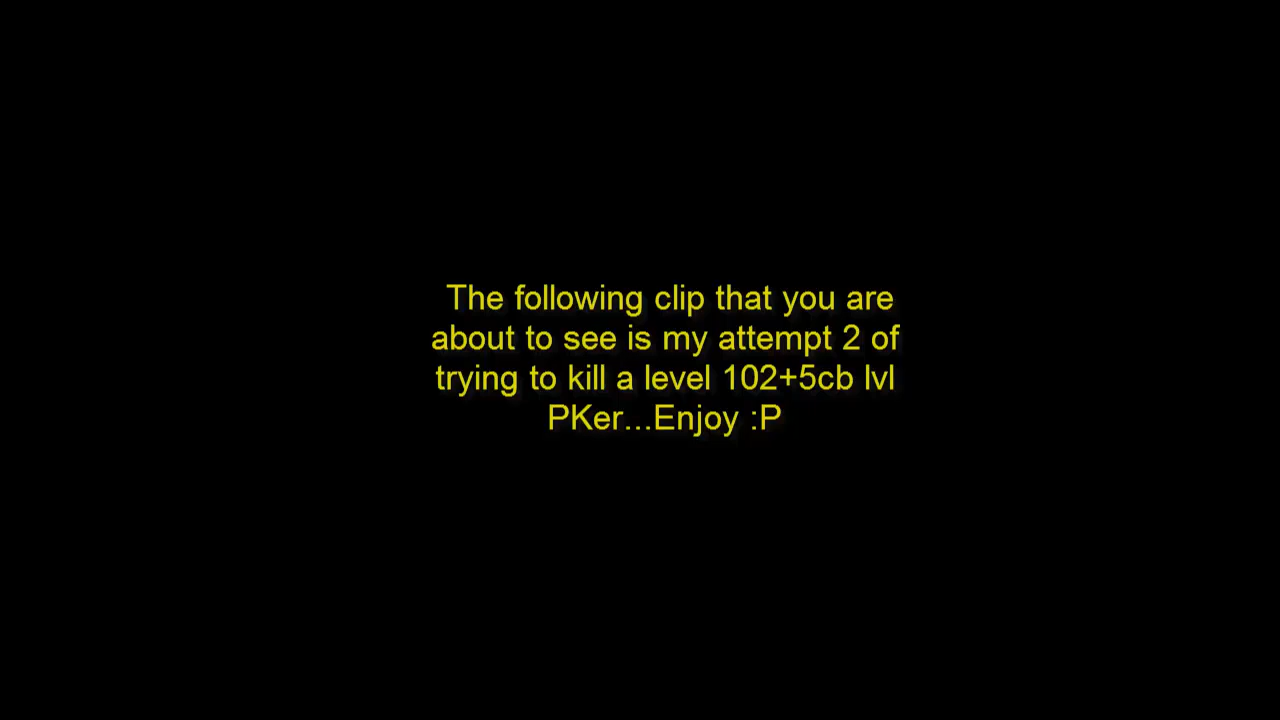 The following clip that you are
about to see is my attempt 2 of
trying to kill a level 102+5cb lvl
PKer...Enjoy :P